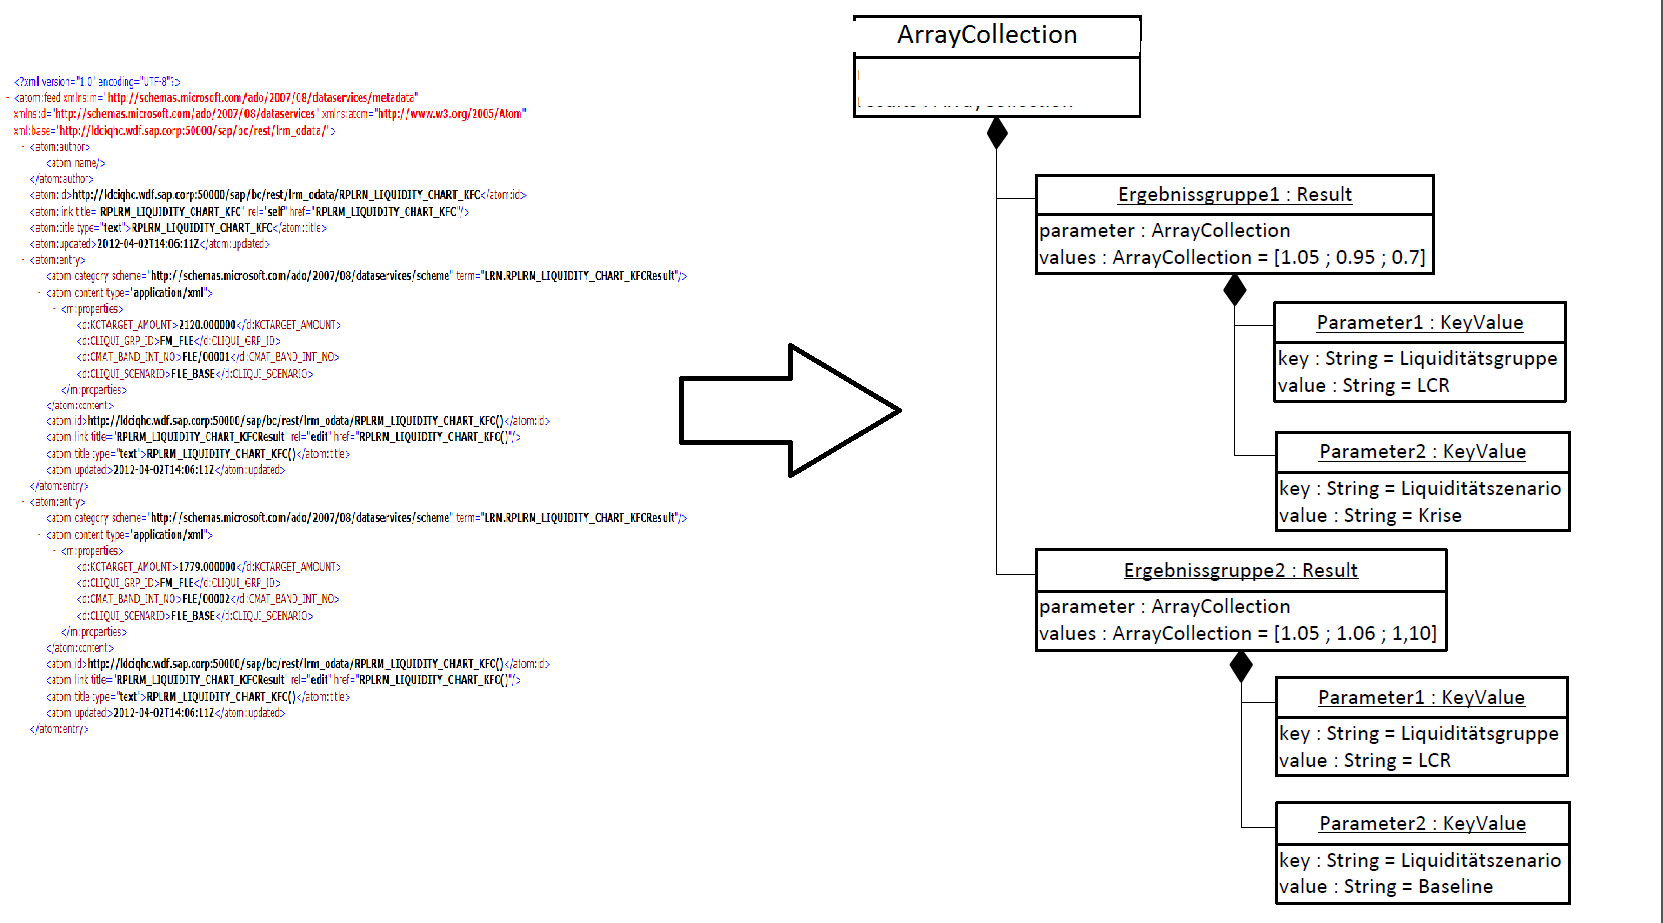 <?xml version="1.0" encoding="UTF-8"?>
- <atom:feed xmlns:m="http://schemas.microsoft.com/ado/2007/08/dataservices/metadata"
xmlns:d="http://schemas.microsoft.com/ado/2007/08/dataservices" xmlns:atom="http://www.w3.org/2005/Atom"
xml:base="http://ldciqhc.wdf.sap.corp:50000/sap/bc/rest/lrm_odata/">
- <atom:author>
<atom:name/>
</atom:author>
<atom:id>http://ldciqhc.wdf.sap.corp:50000/sap/bc/rest/lrm_odata/RPLRM_LIQUIDITY_CHART_KFC</atom:id>
<atom:link title="RPLRM_LIQUIDITY_CHART_KFC" rel="self" href="RPLRM_LIQUIDITY_CHART_KFC"/>
<atom:title type="text">RPLRM_LIQUIDITY_CHART_KFC</atom:title>
<atom:updated>2012-04-02T14:06:11Z</atom:updated>
- <atom:entry>
<atom:category scheme="http://schemas.microsoft.com/ado/2007/08/dataservices/scheme" term="LRM.RPLRM_LIQUIDITY_CHART_KFCResult"/>
- <atom:content type="application/xml">
- <m:properties>
<d:KCTARGET_AMOUNT>2120.000000</d:KCTARGET_AMOUNT>
<d:CLIQUI_GRP_ID>FM_FLE</d:CLIQUI_GRP_ID>
<d:CMAT_BAND_INT_NO>FLE/00001</d:CMAT_BAND_INT_NO>
<d:CLIQUI_SCENARIO>FLE_BASE</d:CLIQUI_SCENARIO>
</m:properties>
</atom:content>
<atom:id>http://ldciqhc.wdf.sap.corp:50000/sap/bc/rest/lrm_odata/RPLRM_LIQUIDITY_CHART_KFC()</atom:id>
<atom:link title="RPLRM_LIQUIDITY_CHART_KFCResult" rel="edit" href="RPLRM_LIQUIDITY_CHART_KFC()"/>
<atom:title type="text">RPLRM_LIQUIDITY_CHART_KFC()</atom:title>
<atom:updated>2012-04-02T14:06:11Z</atom:updated>
</atom:entry>
- <atom:entry>
<atom:category scheme="http://schemas.microsoft.com/ado/2007/08/dataservices/scheme" term="LRM.RPLRM_LIQUIDITY_CHART_KFCResult"/>
- <atom:content type="application/xml">
- <m:properties>
<d:KCTARGET_AMOUNT>1779.000000</d:KCTARGET_AMOUNT>
<d:CLIQUI_GRP_ID>FM_FLE</d:CLIQUI_GRP_ID>
<d:CMAT_BAND_INT_NO>FLE/00002</d:CMAT_BAND_INT_NO>
<d:CLIQUI_SCENARIO>FLE_BASE</d:CLIQUI_SCENARIO>
</m:properties>
</atom:content>
<atom:id>http://ldciqhc.wdf.sap.corp:50000/sap/bc/rest/lrm_odata/RPLRM_LIQUIDITY_CHART_KFC()</atom:id>
<atom:link title="RPLRM_LIQUIDITY_CHART_KFCResult" rel="edit" href="RPLRM_LIQUIDITY_CHART_KFC()"/>
<atom:title type="text">RPLRM_LIQUIDITY_CHART_KFC()</atom:title>
<atom:updated>2012-04-02T14:06:11Z</atom:updated>
</atom:entry>
ArrayCollection
Ergebnissgruppe1 : Result
parameter : ArrayCollection
values : ArrayCollection = [1.05 ; 0.95 ; 0.7]
Parameter1 : KeyValue
key : String = Liquiditätsgruppe
value : String = LCR
Parameter2 : KeyValue
key : String = Liquiditätszenario
value : String = Krise
Ergebnissgruppe2 : Result
parameter : ArrayCollection
values : ArrayCollection = [1.05 ; 1.06 ; 1,10]
Parameter1 : KeyValue
key : String = Liquiditätsgruppe
value : String = LCR
Parameter2 : KeyValue
key : String = Liquiditätszenario
value : String = Baseline